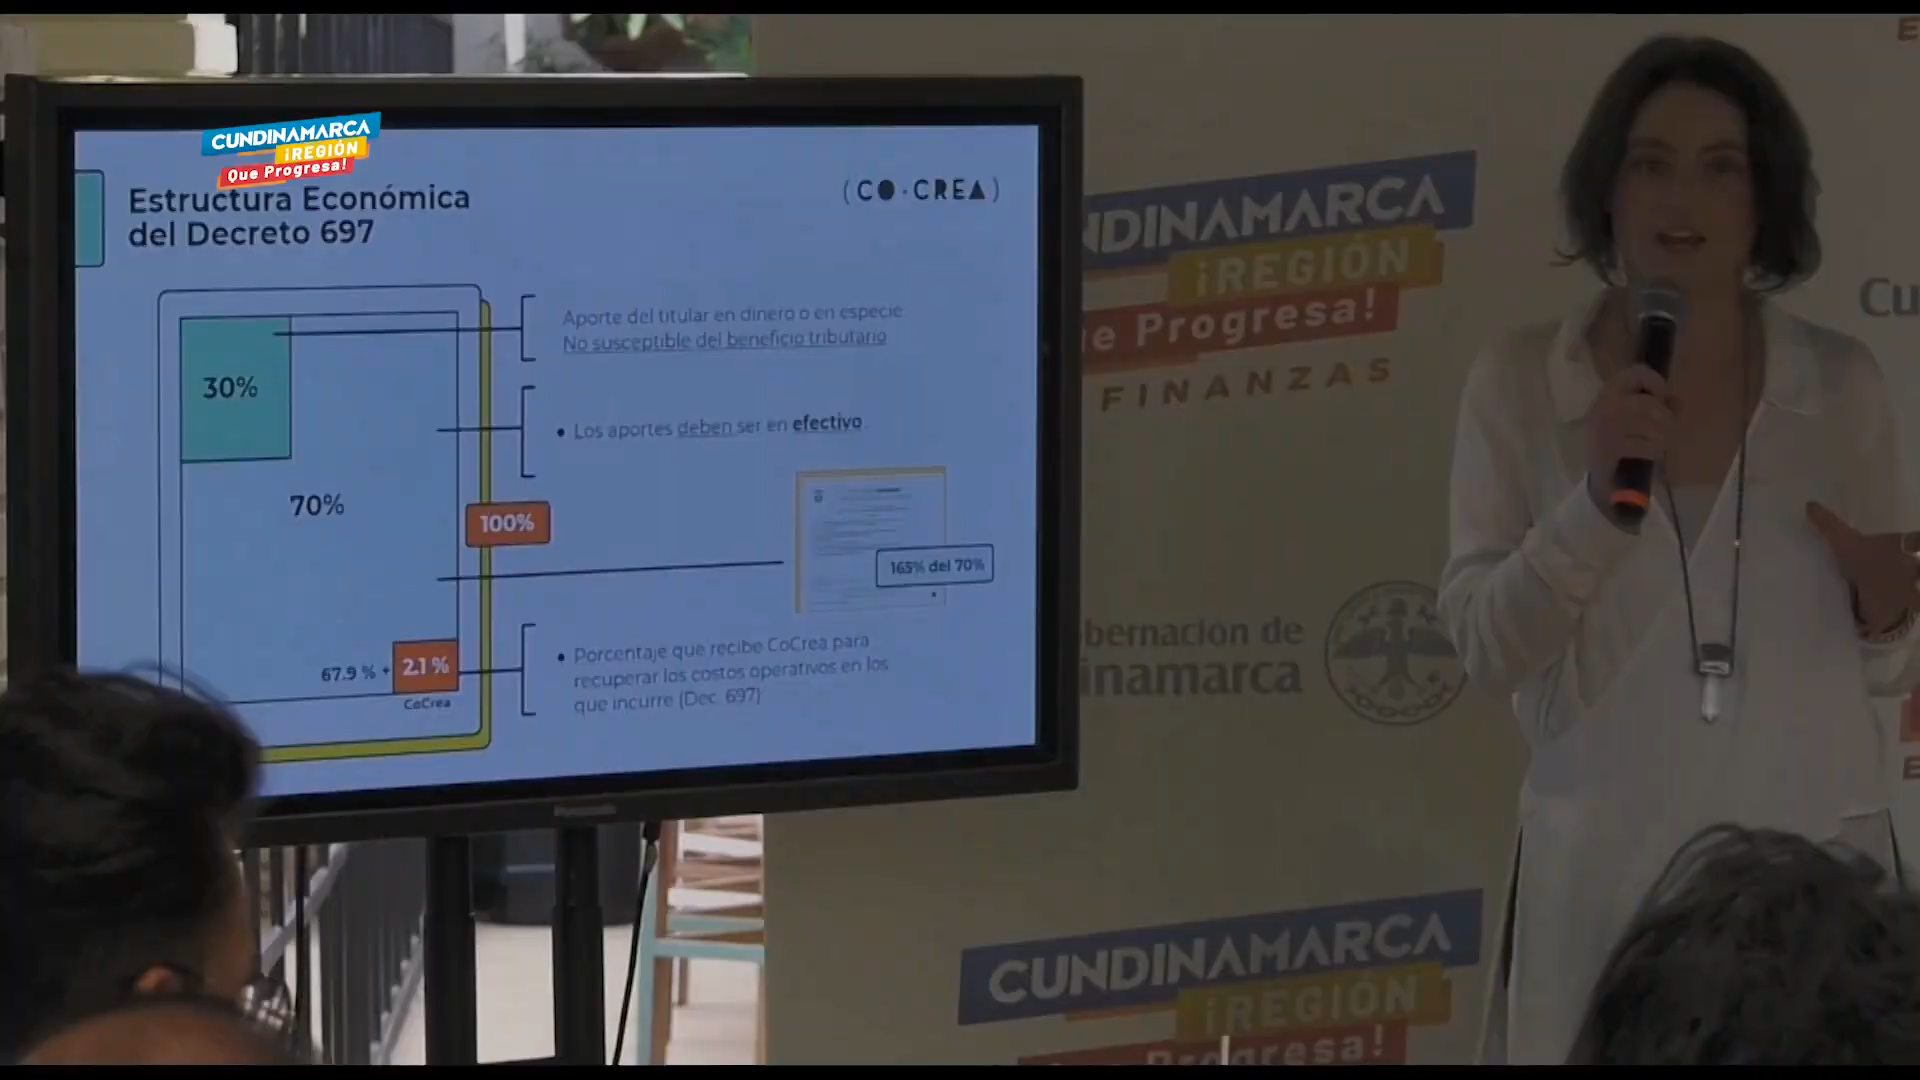 CUNDINAMARCA
¡REGIÓN
Que Progresa!
Estructura Económica
del Decreto 697
(CO·CREA)
30%
Aporte del titular en dinero o en especie
No susceptible del beneficio tributario
• Los aportes deben ser en efectivo
70%
100%
165% del 70%
67.9 % +
2.1 %
CoCrea
• Porcentaje que recibe CoCrea para
recuperar los costos operativos en los
que incurre (Dec. 697)
NDINAMARCA
¡REGIÓN
e Progresa!
FINANZAS
Cu
bernación de
inamarca
CUNDINAMARCA
¡REGIÓN
Progresa!